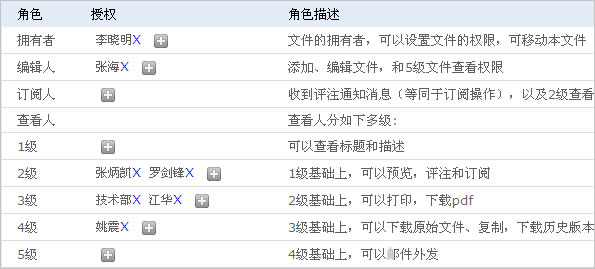 角色 授权 角色描述
拥有者 李晓明X 文件的拥有者，可以设置文件的权限，可移动本文件
编辑人 张海X 添加、编辑文件，和5级文件查看权限
订阅人 收到评注通知消息（等同于订阅操作），以及2级查看
查看人 查看人分如下多级：
1级 可以查看标题和描述
2级 张炳凯X 罗剑锋X 1级基础上，可以预览，评注和订阅
3级 技术部X 江华X 2级基础上，可以打印，下载pdf
4级 姚震X 3级基础上，可以下载原始文件、复制，下载历史版本
5级 4级基础上，可以邮件外发